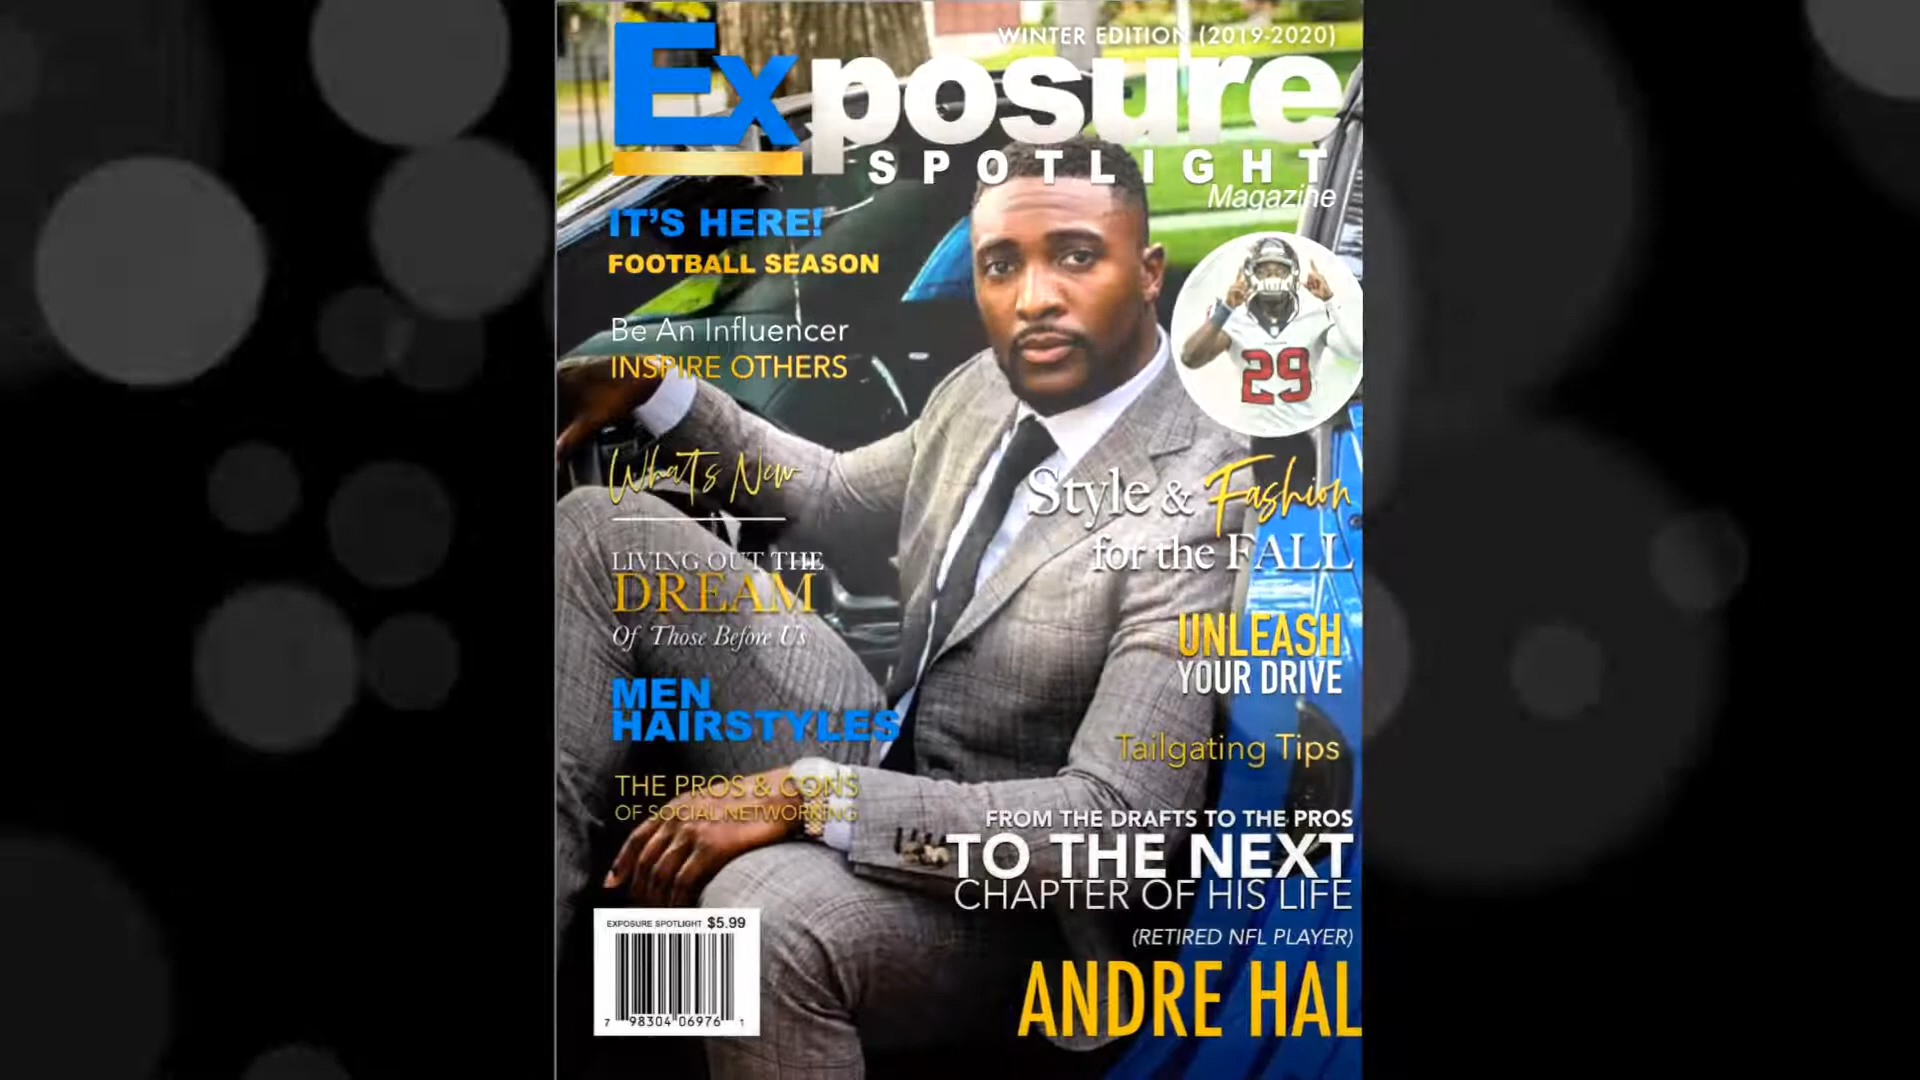 WINTER EDITION (2019-2020)
Exposure
SPOTLIGHT
Magazine
IT'S HERE!
FOOTBALL SEASON
Be An Influencer
INSPIRE OTHERS
29
What's New
Style & Fashion
for the FALL
LIVING OUT THE
DREAM
Of Those Before Us
UNLEASH
YOUR DRIVE
MEN
HAIRSTYLES
Tailgating Tips
THE PROS & CONS
OF SOCIAL NETWORKING
FROM THE DRAFTS TO THE PROS
TO THE NEXT
CHAPTER OF HIS LIFE
(RETIRED NFL PLAYER)
ANDRE HAL
EXPOSURE SPOTLIGHT $5.99
7 98304 06976 1